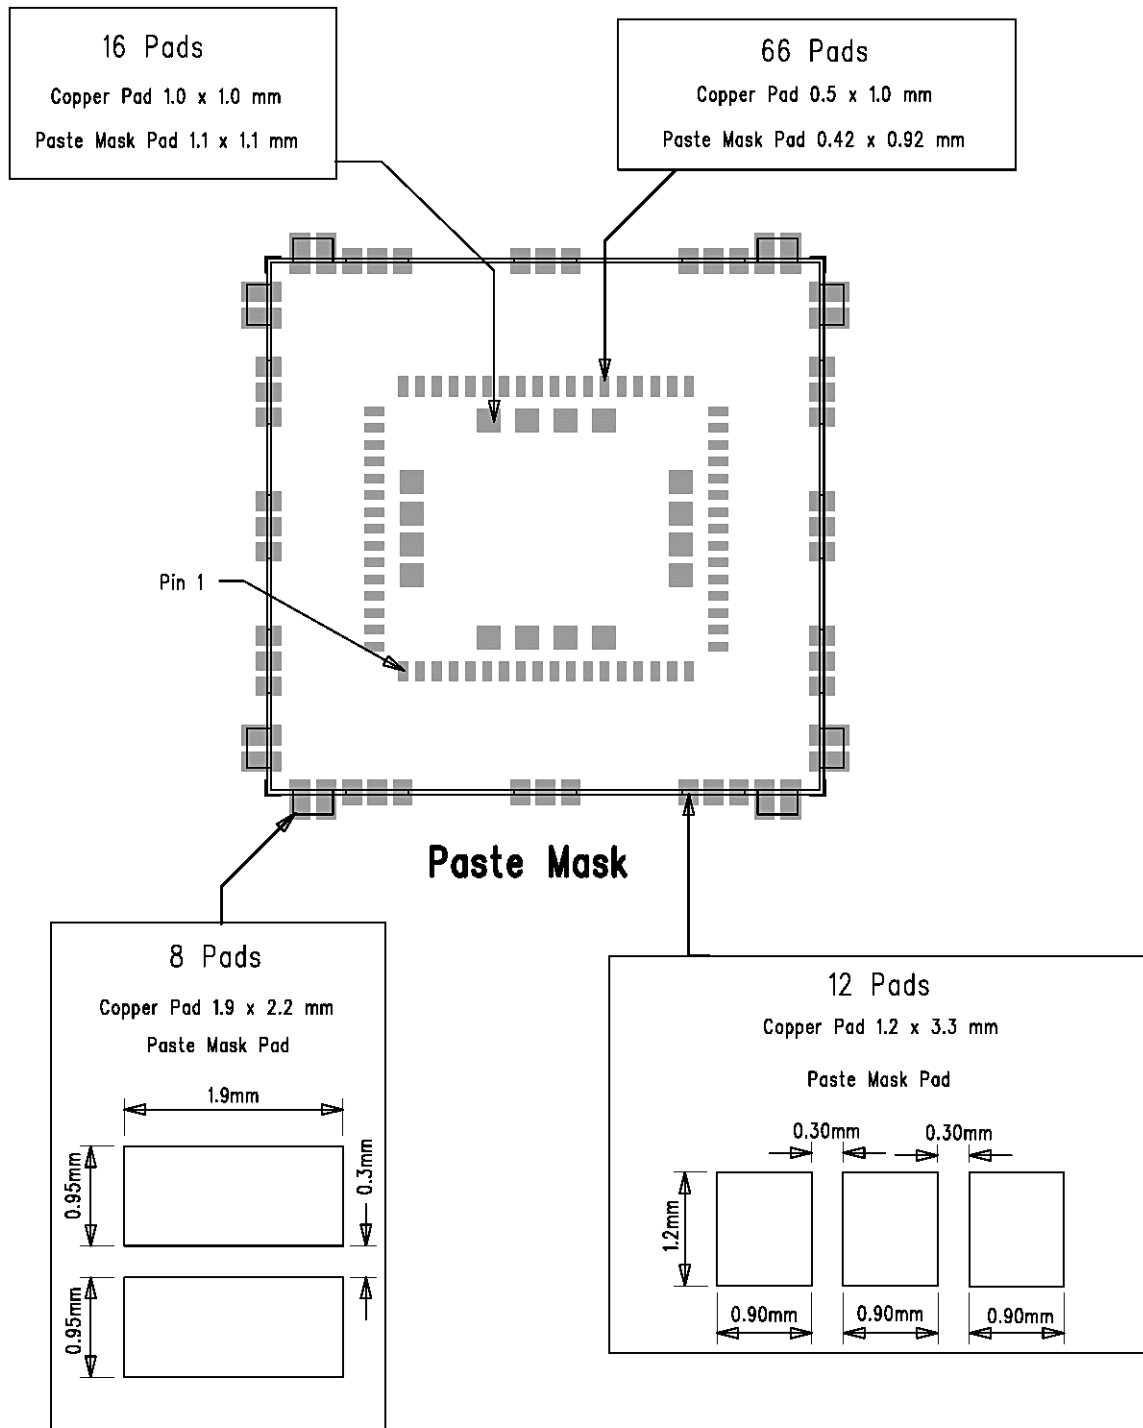 16 Pads
Copper Pad 1.0 x 1.0 mm
Paste Mask Pad 1.1 x 1.1 mm
66 Pads
Copper Pad 0.5 x 1.0 mm
Paste Mask Pad 0.42 x 0.92 mm
Pin 1
Paste Mask
8 Pads
Copper Pad 1.9 x 2.2 mm
Paste Mask Pad
1.9mm
0.95mm
0.3mm
0.95mm
12 Pads
Copper Pad 1.2 x 3.3 mm
Paste Mask Pad
0.30mm
0.30mm
1.2mm
0.90mm
0.90mm
0.90mm